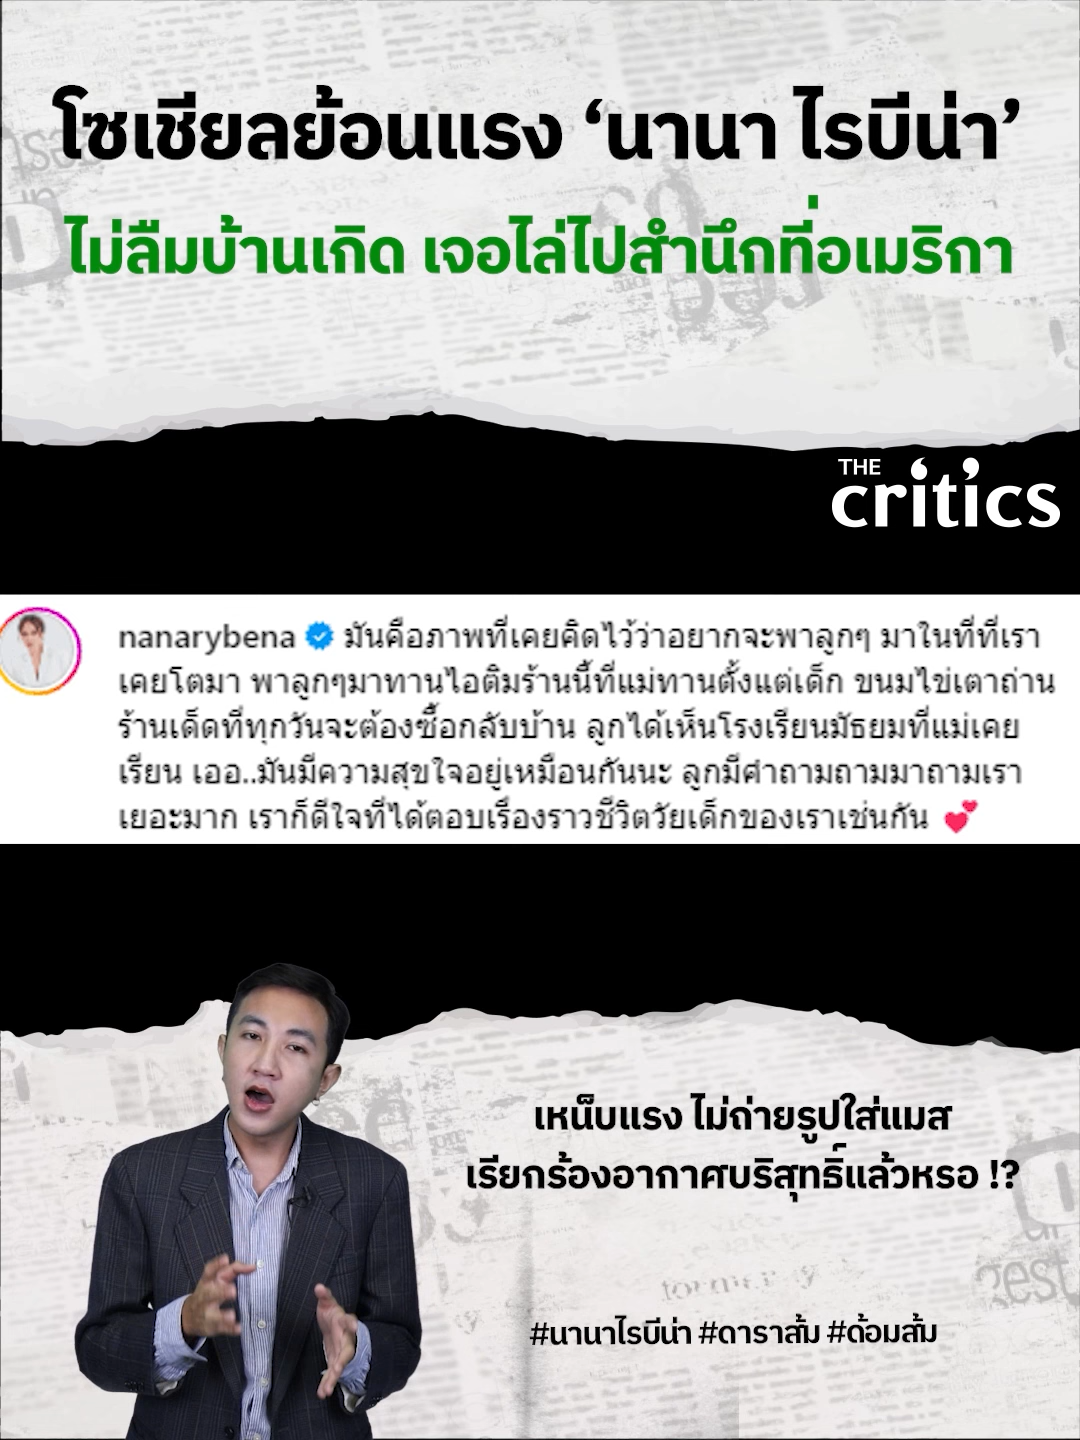 โซเชียลย้อนแรง ‘นานา ไรบีน่า’
ไม่ลืมบ้านเกิด เจอไล่ไปสำนึกที่อเมริกา
THE
critics
nanarybena มันคือภาพที่เคยคิดไว้ว่าอยากจะพาลูกๆ มาในที่ที่เรา
เคยโตมา พาลูกๆมาทานไอติมร้านนี้ที่แม่ทานตั้งแต่เด็ก ขนมไข่เตาถ่าน
ร้านเด็ดที่ทุกวันจะต้องซื้อกลับบ้าน ลูกได้เห็นโรงเรียนมัธยมที่แม่เคย
เรียน เออ..มันมีความสุขใจอยู่เหมือนกันนะ ลูกมีคำถามถามมาถามเรา
เยอะมาก เราก็ดีใจที่ได้ตอบเรื่องราวชีวิตวัยเด็กของเราเช่นกัน 💕
เหน็บแรง ไม่ถ่ายรูปใส่แมส
เรียกร้องอากาศบริสุทธิ์แล้วหรอ !?
#นานาไรบีน่า #ดาราส้ม #ด้อมส้ม